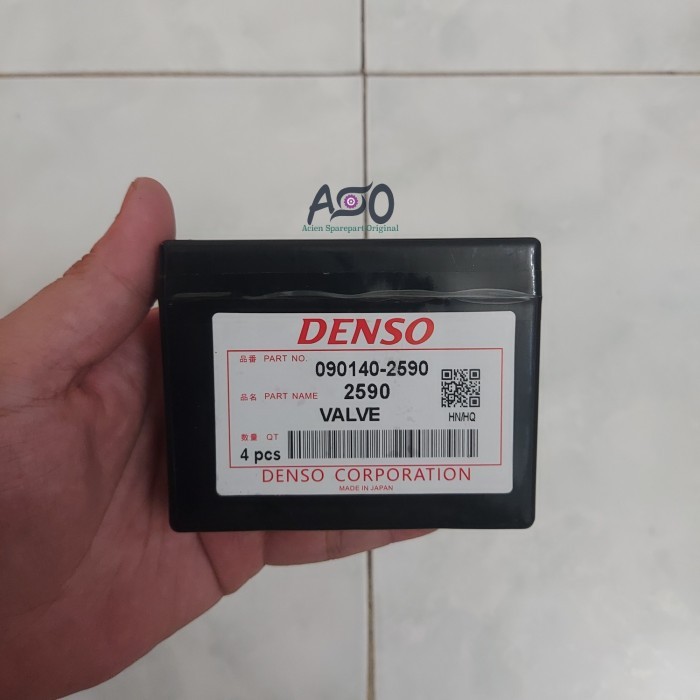 ASO
Acien Sparepart Original
DENSO
品番 PART NO. 090140-2590
品名 PART NAME 2590
VALVE
HN/HQ
数量 QT
4 pcs
DENSO CORPORATION
MADE IN JAPAN